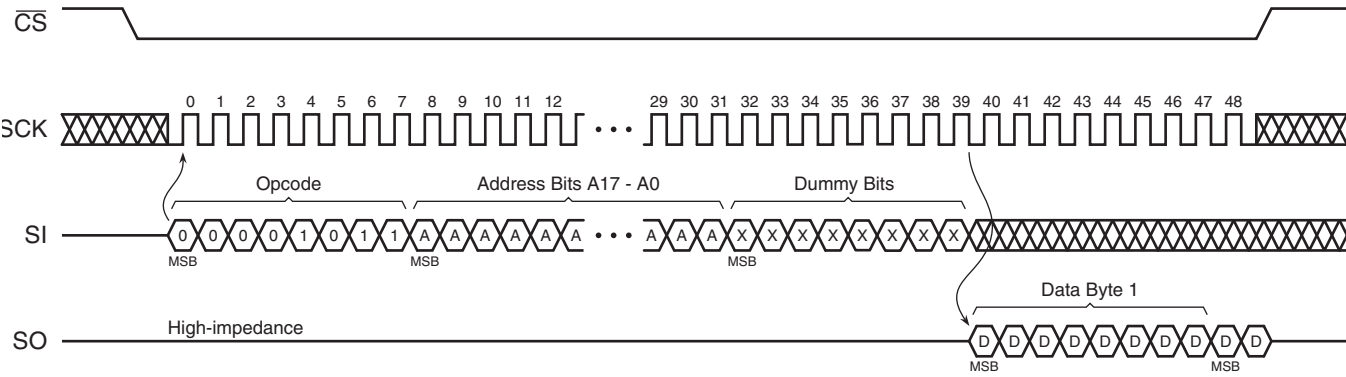 CS
0 1 2 3 4 5 6 7 8 9 10 11 12 29 30 31 32 33 34 35 36 37 38 39 40 41 42 43 44 45 46 47 48
SCK
Opcode Address Bits A17 - A0 Dummy Bits
SI 0 0 0 0 1 0 1 1 A A A A A A A A A X X X X X X X X
MSB MSB MSB
Data Byte 1
High-impedance
SO D D D D D D D D D D
MSB MSB